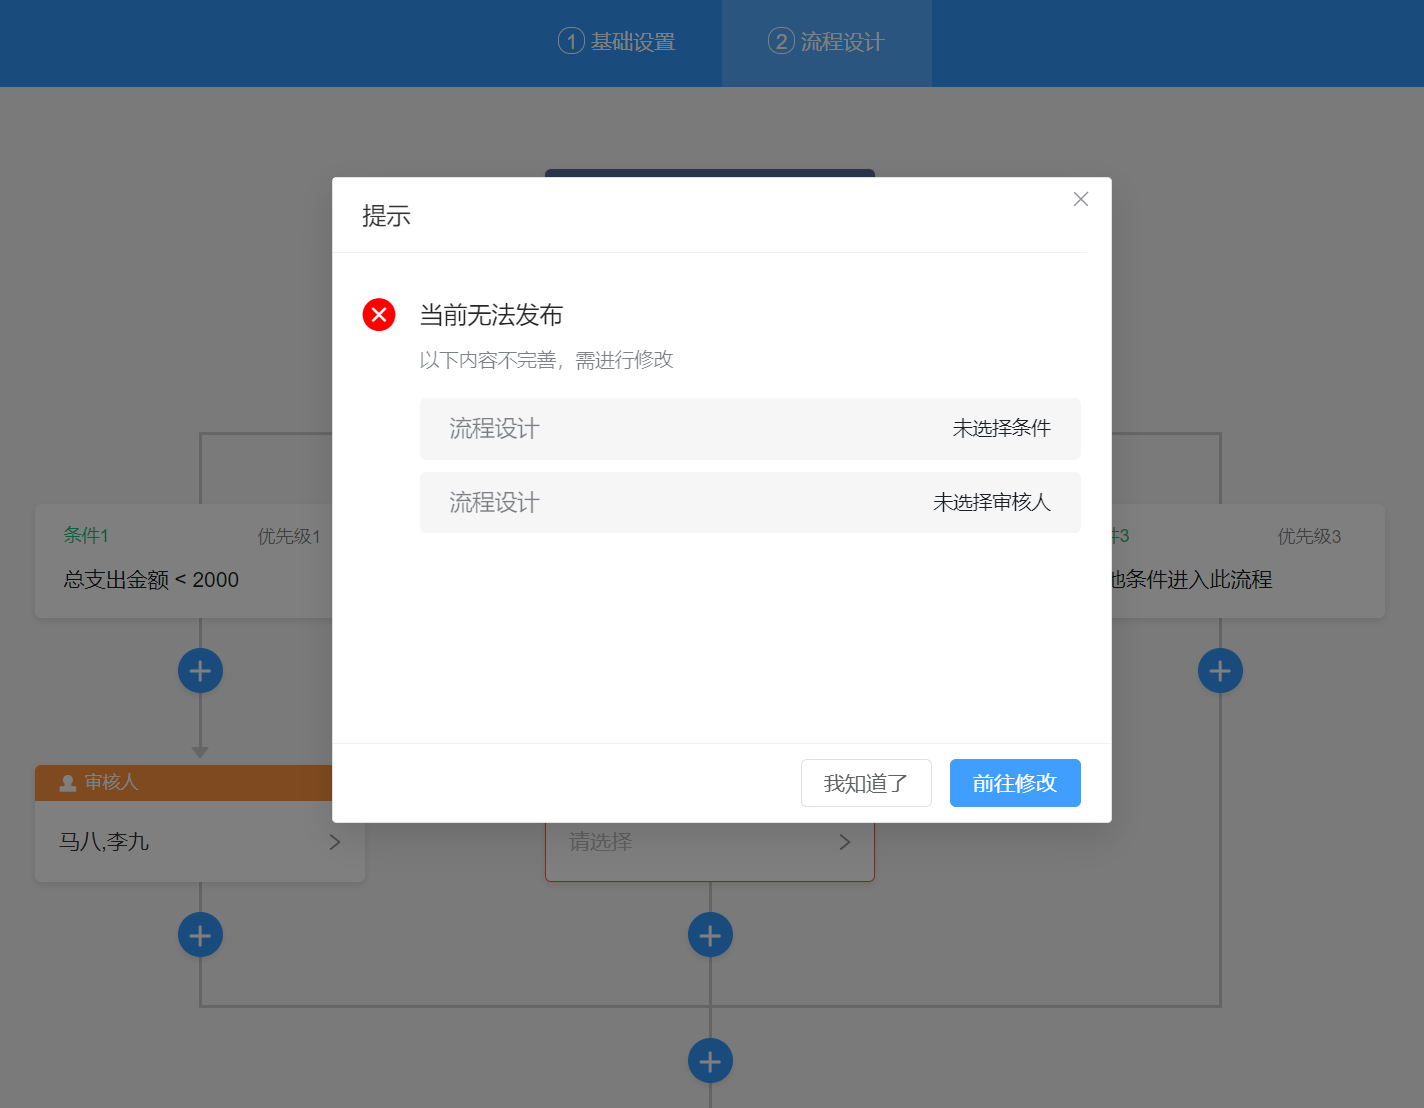 ① 基础设置
② 流程设计
提示
当前无法发布
以下内容不完善，需进行修改
流程设计 未选择条件
流程设计 未选择审核人
条件1 优先级1
总支出金额 < 2000
件3 优先级3
他条件进入此流程
审核人
马八,李九
请选择
我知道了 前往修改